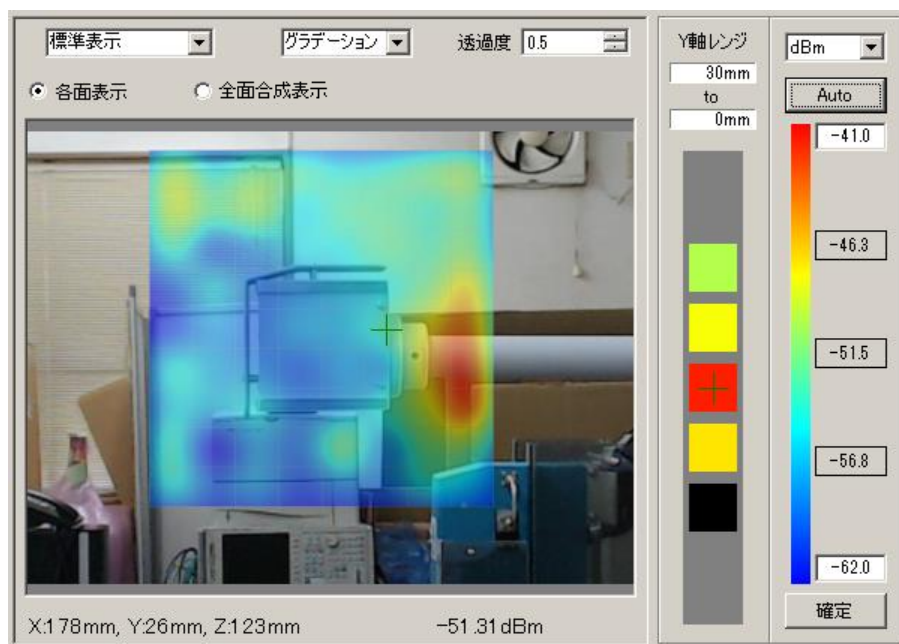 標準表示
グラデーション
透過度 0.5
各面表示
全面合成表示
X:178mm, Y:26mm, Z:123mm
-51.31dBm
Y軸レンジ
30mm
to
0mm
dBm
Auto
-41.0
-46.3
-51.5
-56.8
-62.0
確定